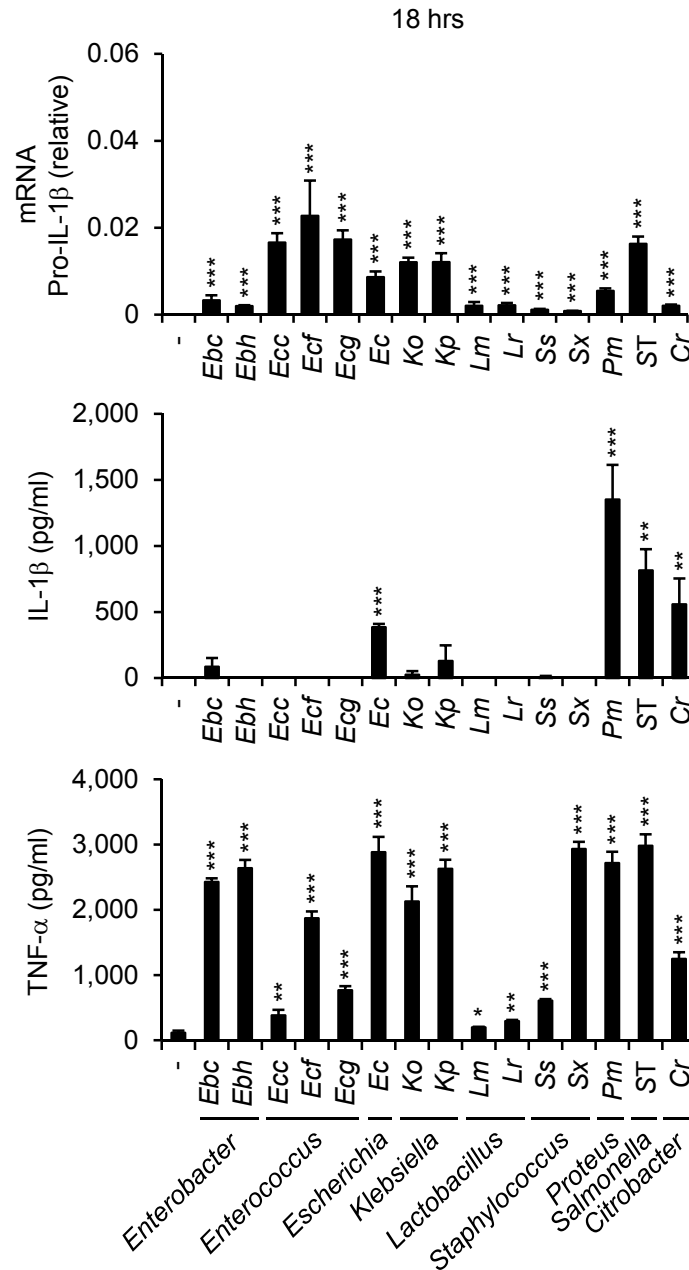 18 hrs
mRNA
Pro-IL-1β (relative)
0.06
0.04
0.02
0
*** *** *** *** *** *** *** *** *** *** *** *** *** *** ***
- Ebc Ebh Ecc Ecf Ecg Ec Ko Kp Lm Lr Ss Sx Pm ST Cr
IL-1β (pg/ml)
2,000
1,500
1,000
500
0
*** *** ** **
- Ebc Ebh Ecc Ecf Ecg Ec Ko Kp Lm Lr Ss Sx Pm ST Cr
TNF-α (pg/ml)
4,000
3,000
2,000
1,000
0
*** *** ** *** *** *** *** *** * ** *** *** *** *** ***
- Ebc Ebh Ecc Ecf Ecg Ec Ko Kp Lm Lr Ss Sx Pm ST Cr
Enterobacter
Enterococcus
Escherichia
Klebsiella
Lactobacillus
Staphylococcus
Proteus
Salmonella
Citrobacter